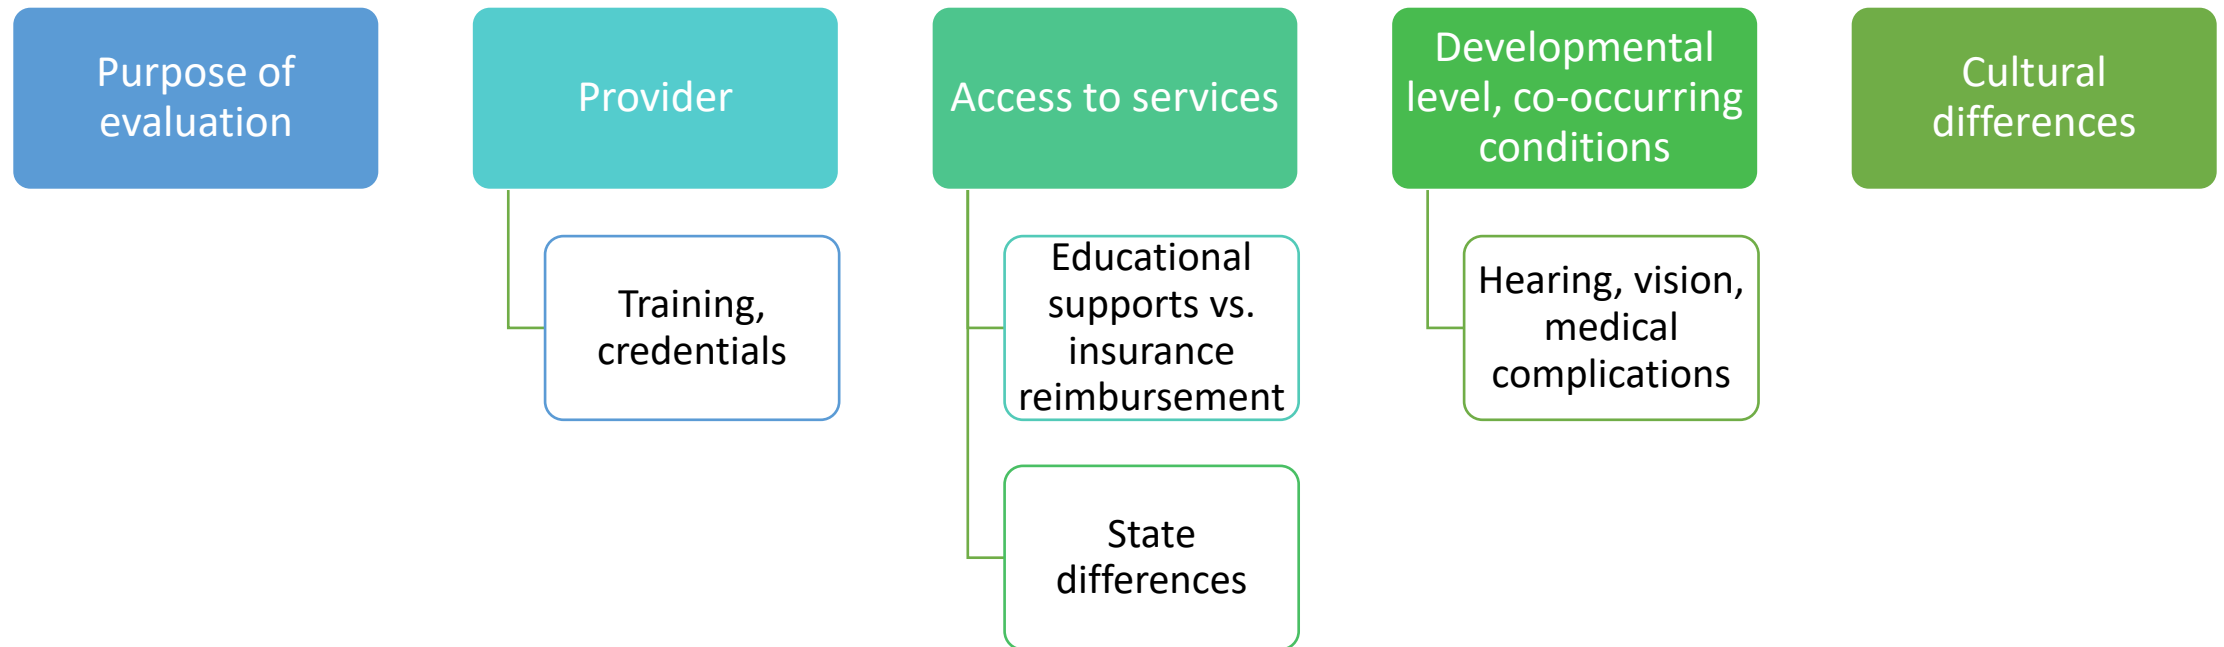 Purpose of
evaluation
Provider
Training,
credentials
Access to services
Educational
supports vs.
insurance
reimbursement
State
differences
Developmental
level, co-occurring
conditions
Hearing, vision,
medical
complications
Cultural
differences